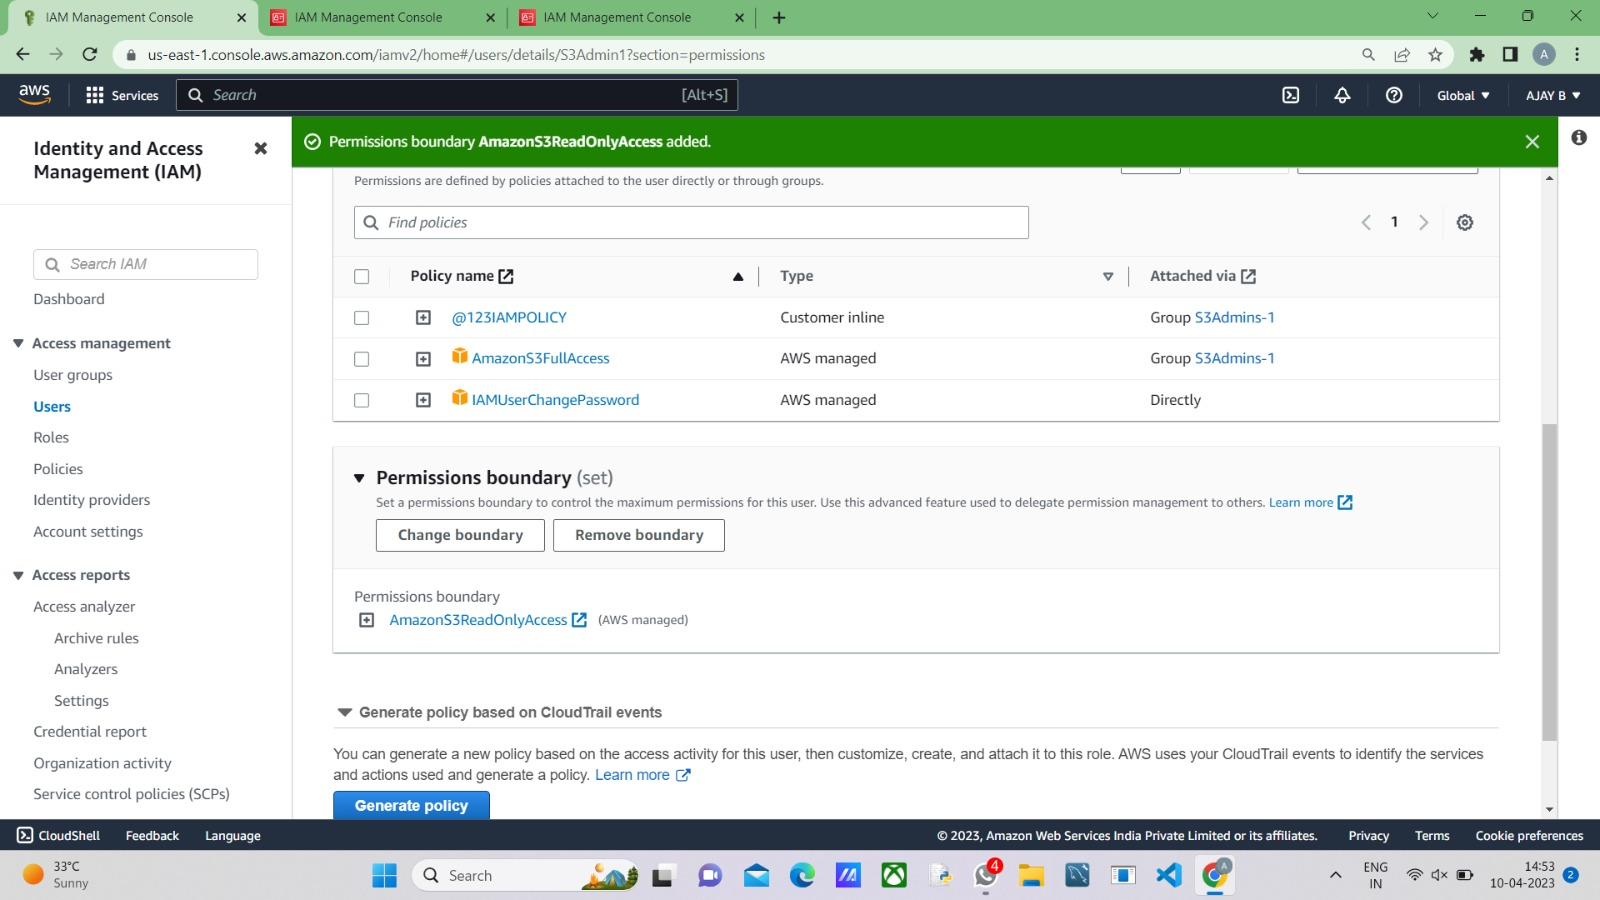 IAM Management Console
IAM Management Console
IAM Management Console
us-east-1.console.aws.amazon.com/iamv2/home#/users/details/S3Admin1?section=permissions
A
aws
Services
Search
[Alt+S]
Global
AJAY B
Identity and Access
Management (IAM)
Search IAM
Dashboard
Access management
User groups
Users
Roles
Policies
Identity providers
Account settings
Access reports
Access analyzer
Archive rules
Analyzers
Settings
Credential report
Organization activity
Service control policies (SCPs)
Permissions boundary AmazonS3ReadOnlyAccess added.
Permissions are defined by policies attached to the user directly or through groups.
Find policies
1
Policy name Type Attached via
@123IAMPOLICY Customer inline Group S3Admins-1
AmazonS3FullAccess AWS managed Group S3Admins-1
IAMUserChangePassword AWS managed Directly
Permissions boundary (set)
Set a permissions boundary to control the maximum permissions for this user. Use this advanced feature used to delegate permission management to others. Learn more
Change boundary
Remove boundary
Permissions boundary
AmazonS3ReadOnlyAccess (AWS managed)
Generate policy based on CloudTrail events
You can generate a new policy based on the access activity for this user, then customize, create, and attach it to this role. AWS uses your CloudTrail events to identify the services
and actions used and generate a policy. Learn more
Generate policy
CloudShell Feedback Language
© 2023, Amazon Web Services India Private Limited or its affiliates. Privacy Terms Cookie preferences
33°C
Sunny
Search
4
A
ENG
IN
14:53
10-04-2023
2